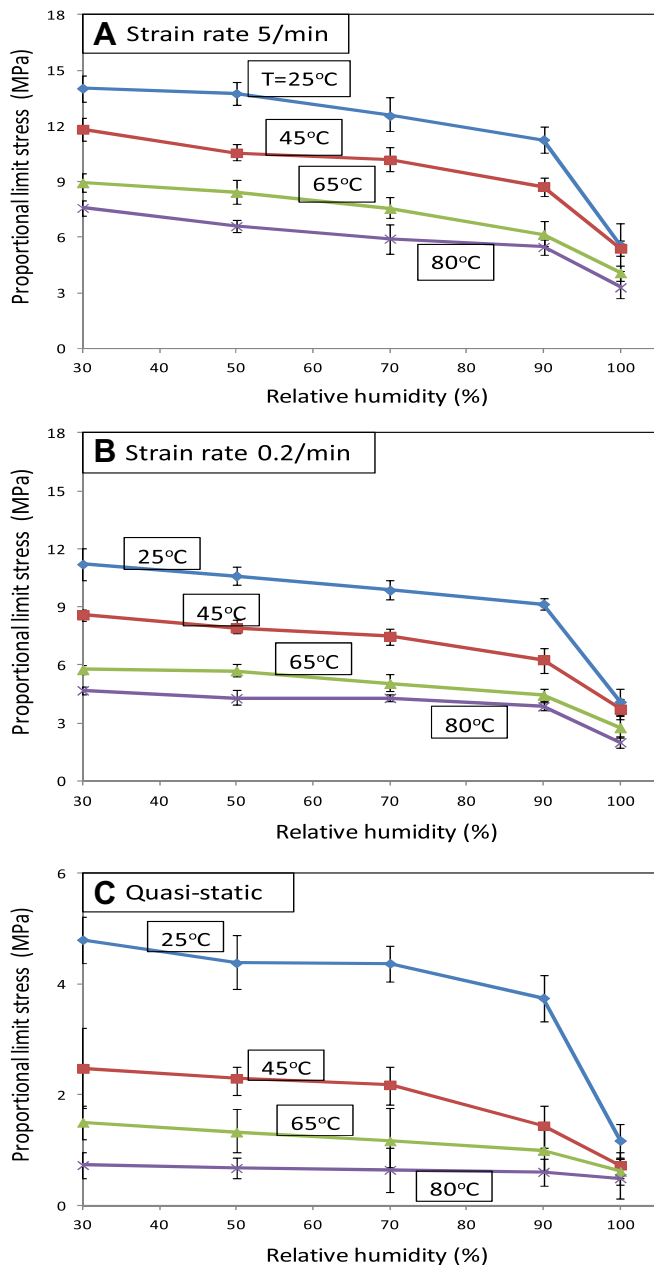 A Strain rate 5/min
18
15
12
9
6
3
0
Proportional limit stress (MPa)
T=25°C
45°C
65°C
80°C
30 40 50 60 70 80 90 100
Relative humidity (%)
B Strain rate 0.2/min
18
15
12
9
6
3
0
Proportional limit stress (MPa)
25°C
45°C
65°C
80°C
30 40 50 60 70 80 90 100
Relative humidity (%)
C Quasi-static
6
4
2
0
Proportional limit stress (MPa)
25°C
45°C
65°C
80°C
30 40 50 60 70 80 90 100
Relative humidity (%)